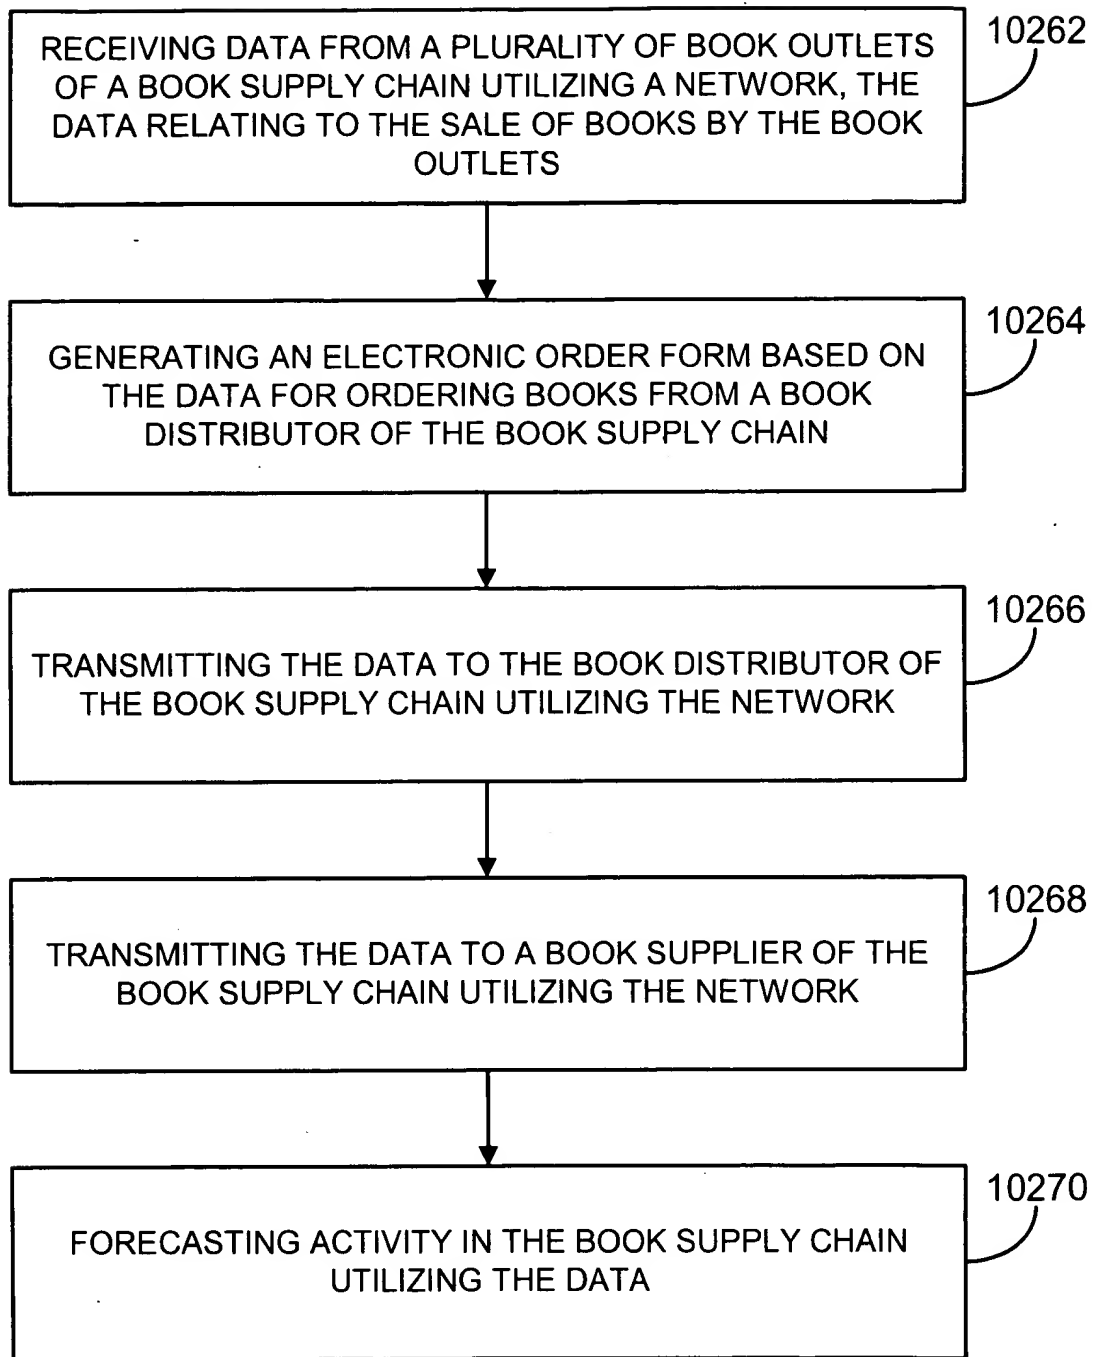 RECEIVING DATA FROM A PLURALITY OF BOOK OUTLETS
OF A BOOK SUPPLY CHAIN UTILIZING A NETWORK, THE
DATA RELATING TO THE SALE OF BOOKS BY THE BOOK
OUTLETS
10262
GENERATING AN ELECTRONIC ORDER FORM BASED ON
THE DATA FOR ORDERING BOOKS FROM A BOOK
DISTRIBUTOR OF THE BOOK SUPPLY CHAIN
10264
TRANSMITTING THE DATA TO THE BOOK DISTRIBUTOR OF
THE BOOK SUPPLY CHAIN UTILIZING THE NETWORK
10266
TRANSMITTING THE DATA TO A BOOK SUPPLIER OF THE
BOOK SUPPLY CHAIN UTILIZING THE NETWORK
10268
FORECASTING ACTIVITY IN THE BOOK SUPPLY CHAIN
UTILIZING THE DATA
10270